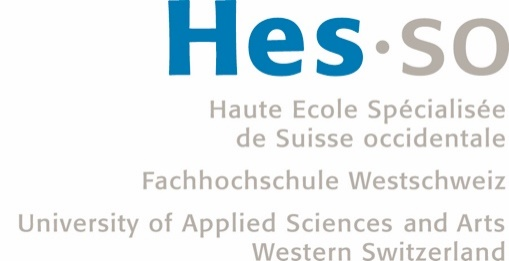 Hes·so
Haute Ecole Spécialisée
de Suisse occidentale
Fachhochschule Westschweiz
University of Applied Sciences and Arts
Western Switzerland